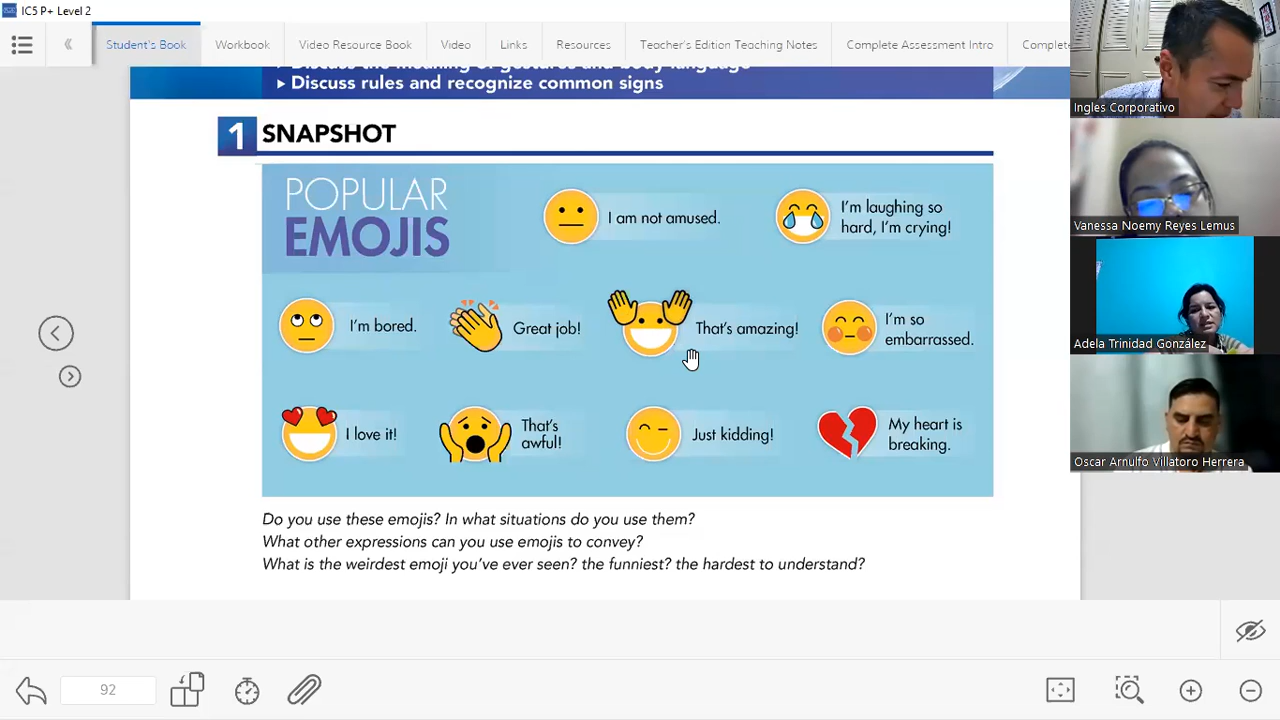 IC5 P+ Level 2
Student's Book
Workbook
Video Resource Book
Video
Links
Resources
Teacher's Edition Teaching Notes
Complete Assessment Intro
Complete
Discuss rules and recognize common signs
1 SNAPSHOT
POPULAR
EMOJIS
I am not amused.
I'm laughing so
hard, I'm crying!
I'm bored.
Great job!
That's amazing!
I'm so
embarrassed.
I love it!
That's
awful!
Just kidding!
My heart is
breaking.
Do you use these emojis? In what situations do you use them?
What other expressions can you use emojis to convey?
What is the weirdest emoji you've ever seen? the funniest? the hardest to understand?
92
Ingles Corporativo
Vanessa Noemy Reyes Lemus
Adela Trinidad González
Oscar Arnulfo Villatoro Herrera